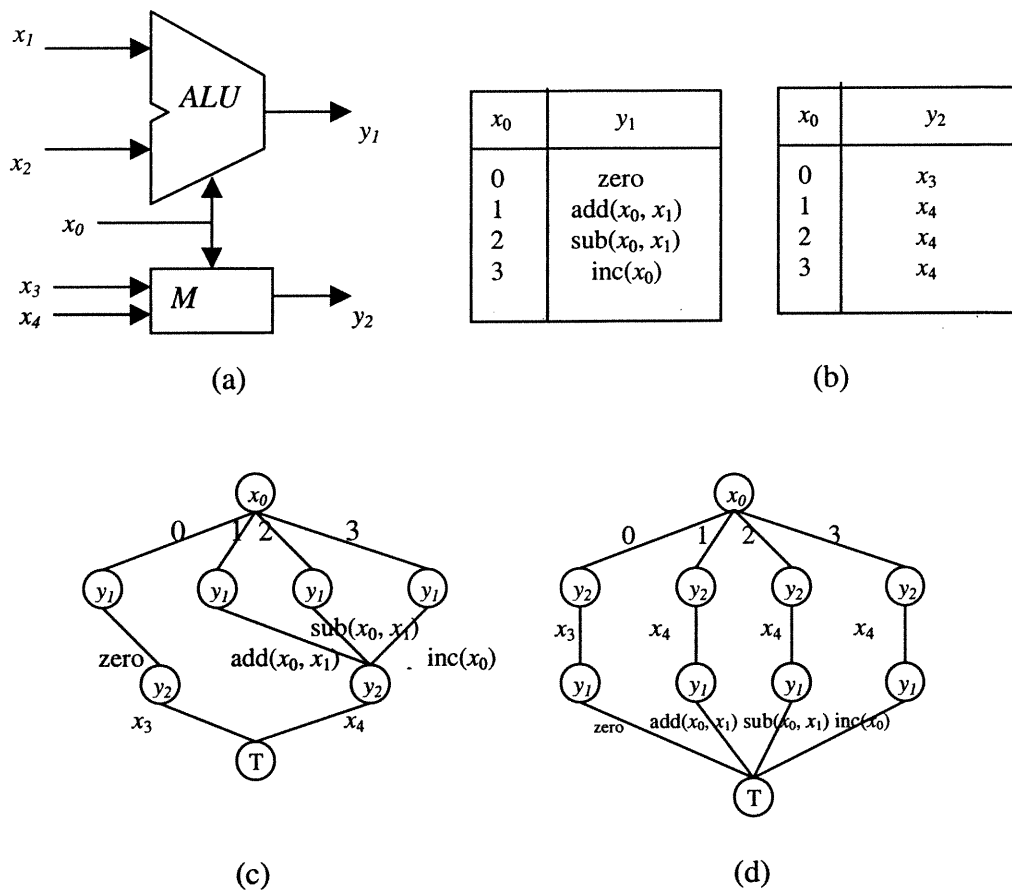 x1
ALU
y1
x2
x0
x3
x4
M
y2
(a)
x0 y1
0 zero
1 add(x0, x1)
2 sub(x0, x1)
3 inc(x0)
x0 y2
0 x3
1 x4
2 x4
3 x4
(b)
x0
0 1 2 3
y1 y1 y1 y1
sub(x0, x1)
zero add(x0, x1) inc(x0)
y2 y2
x3 x4
T
(c)
x0
0 1 2 3
y2 y2 y2 y2
x3 x4 x4 x4
y1 y1 y1 y1
zero add(x0, x1) sub(x0, x1) inc(x0)
T
(d)